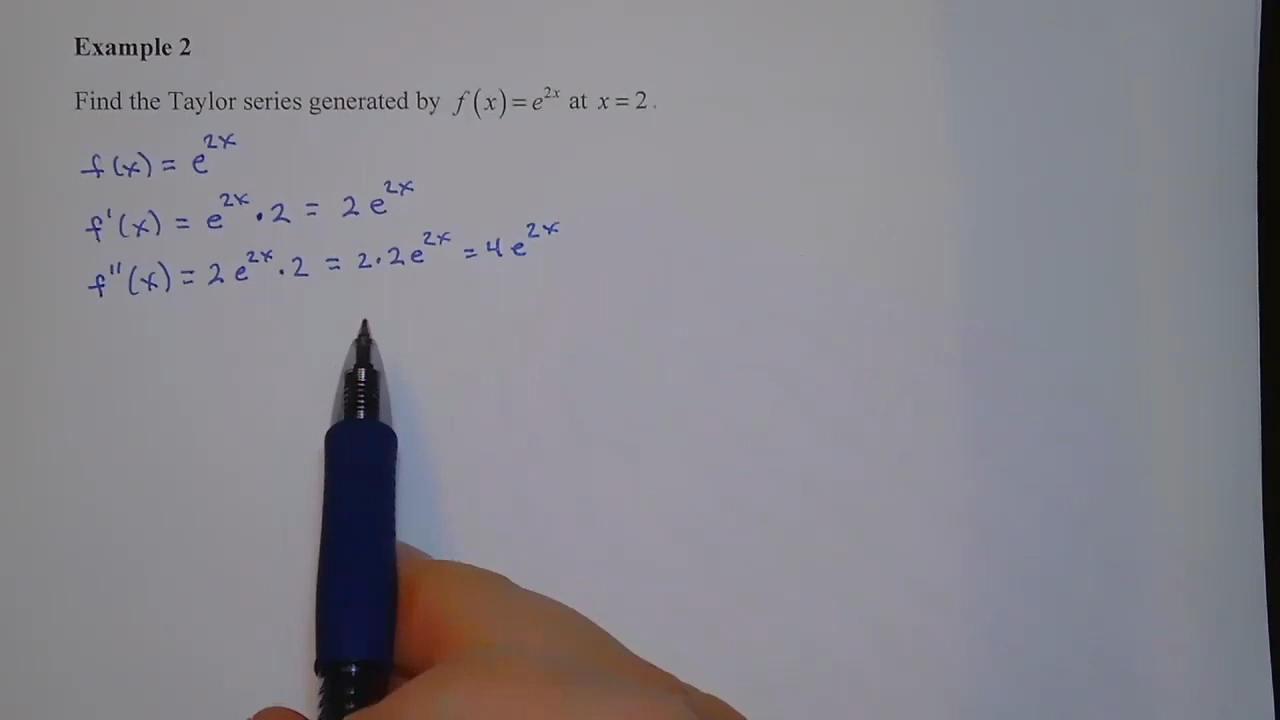 Example 2
Find the Taylor series generated by f(x)=e^{2x} at x=2.
f(x) = e^{2x}
f'(x) = e^{2x} · 2 = 2e^{2x}
f''(x) = 2e^{2x} · 2 = 2·2e^{2x} = 4e^{2x}